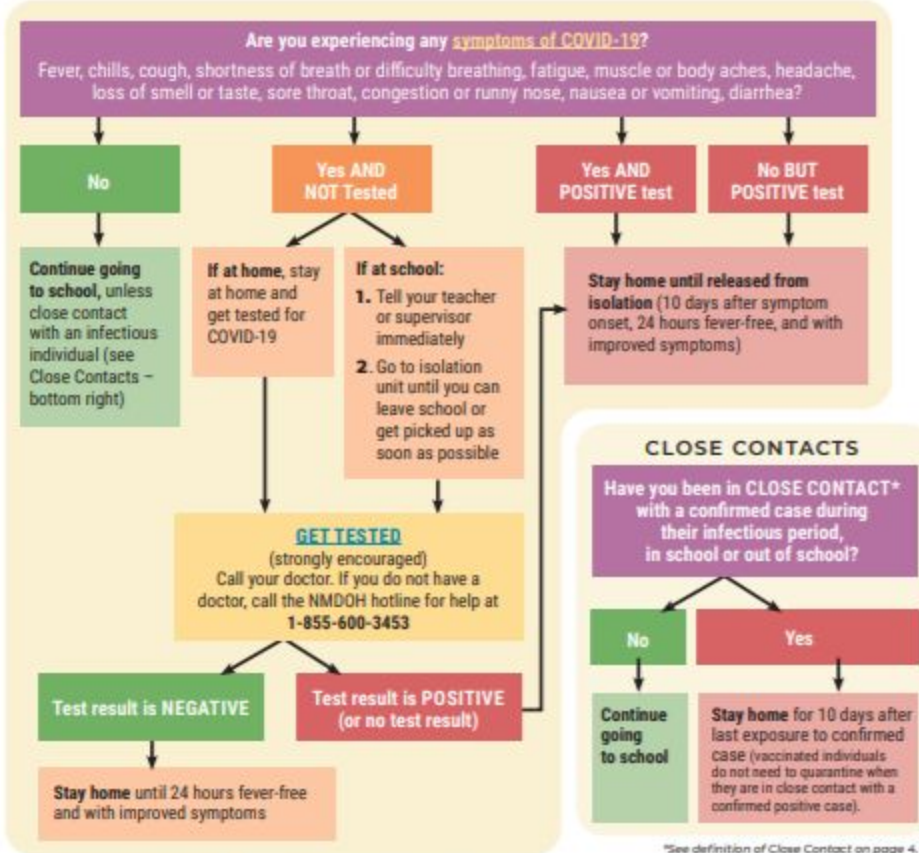 Are you experiencing any symptoms of COVID-19?
Fever, chills, cough, shortness of breath or difficulty breathing, fatigue, muscle or body aches, headache,
loss of smell or taste, sore throat, congestion or runny nose, nausea or vomiting, diarrhea?
No
Yes AND
NOT Tested
Yes AND
POSITIVE test
No BUT
POSITIVE test
Continue going
to school, unless
close contact
with an infectious
individual (see
Close Contacts –
bottom right)
If at home, stay
at home and
get tested for
COVID-19
If at school:
1. Tell your teacher
or supervisor
immediately
2. Go to isolation
unit until you can
leave school or
get picked up as
soon as possible
Stay home until released from
isolation (10 days after symptom
onset, 24 hours fever-free, and with
improved symptoms)
GET TESTED
(strongly encouraged)
Call your doctor. If you do not have a
doctor, call the NMDOH hotline for help at
1-855-600-3453
Test result is NEGATIVE
Test result is POSITIVE
(or no test result)
Stay home until 24 hours fever-free
and with improved symptoms
CLOSE CONTACTS
Have you been in CLOSE CONTACT*
with a confirmed case during
their infectious period,
in school or out of school?
No
Yes
Continue
going
to school
Stay home for 10 days after
last exposure to confirmed
case (vaccinated individuals
do not need to quarantine when
they are in close contact with a
confirmed positive case).
*See definition of Close Contact on page 4.